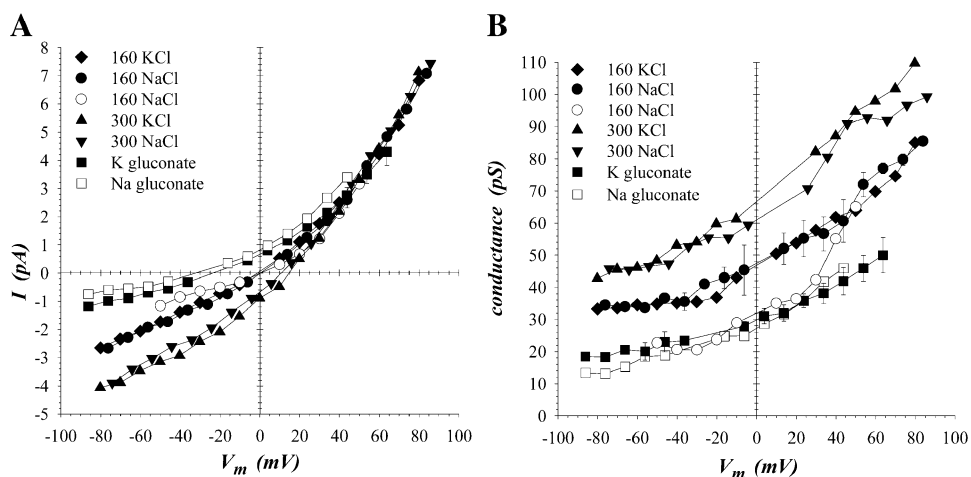 A
8
7
6
5
4
3
2
1
0
-1
-2
-3
-4
-5
I (pA)
160 KCl
160 NaCl
160 NaCl
300 KCl
300 NaCl
K gluconate
Na gluconate
-100 -80 -60 -40 -20 0 20 40 60 80 100
Vm (mV)
B
110
100
90
80
70
60
50
40
30
20
10
0
conductance (pS)
160 KCl
160 NaCl
160 NaCl
300 KCl
300 NaCl
K gluconate
Na gluconate
-100 -80 -60 -40 -20 0 20 40 60 80 100
Vm (mV)